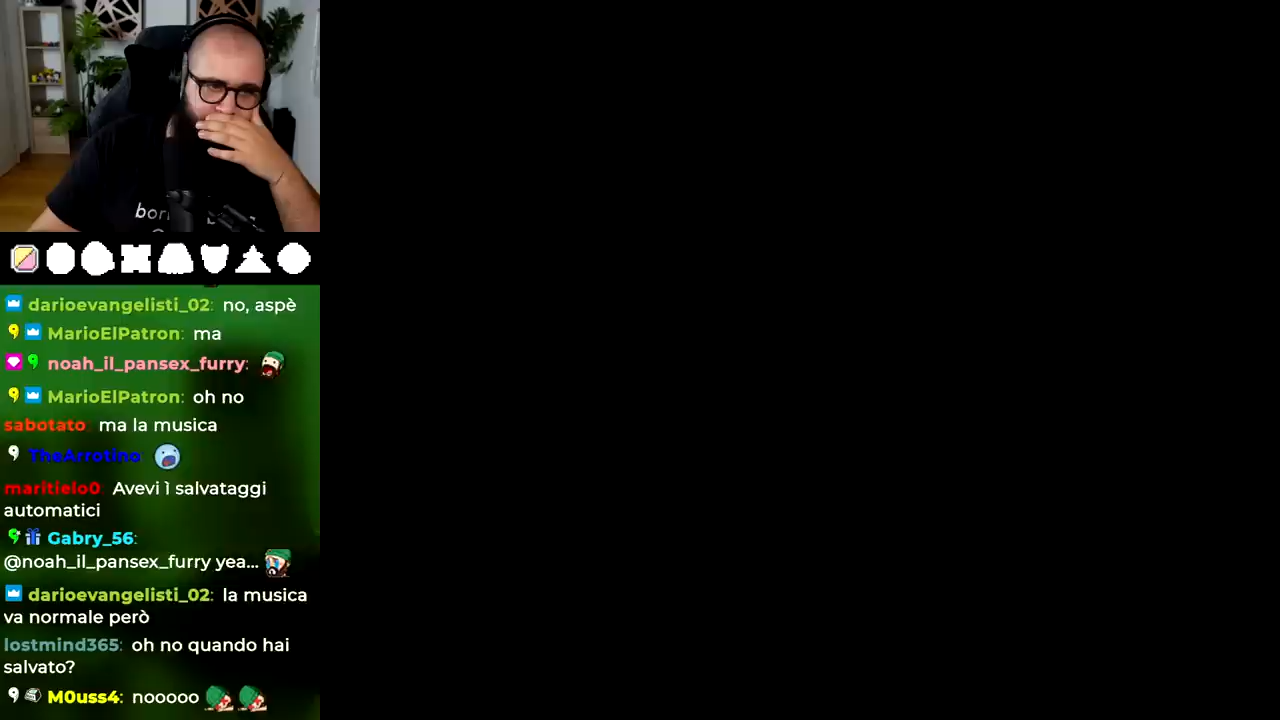 bor
darioevangelisti_02: no, aspè
MarioElPatron: ma
noah_il_pansex_furry:
MarioElPatron: oh no
sabotato: ma la musica
TheArrotino:
maritielo0: Avevi ì salvataggi
automatici
Gabry_56:
@noah_il_pansex_furry yea...
darioevangelisti_02: la musica
va normale però
lostmind365: oh no quando hai
salvato?
M0uss4: nooooo